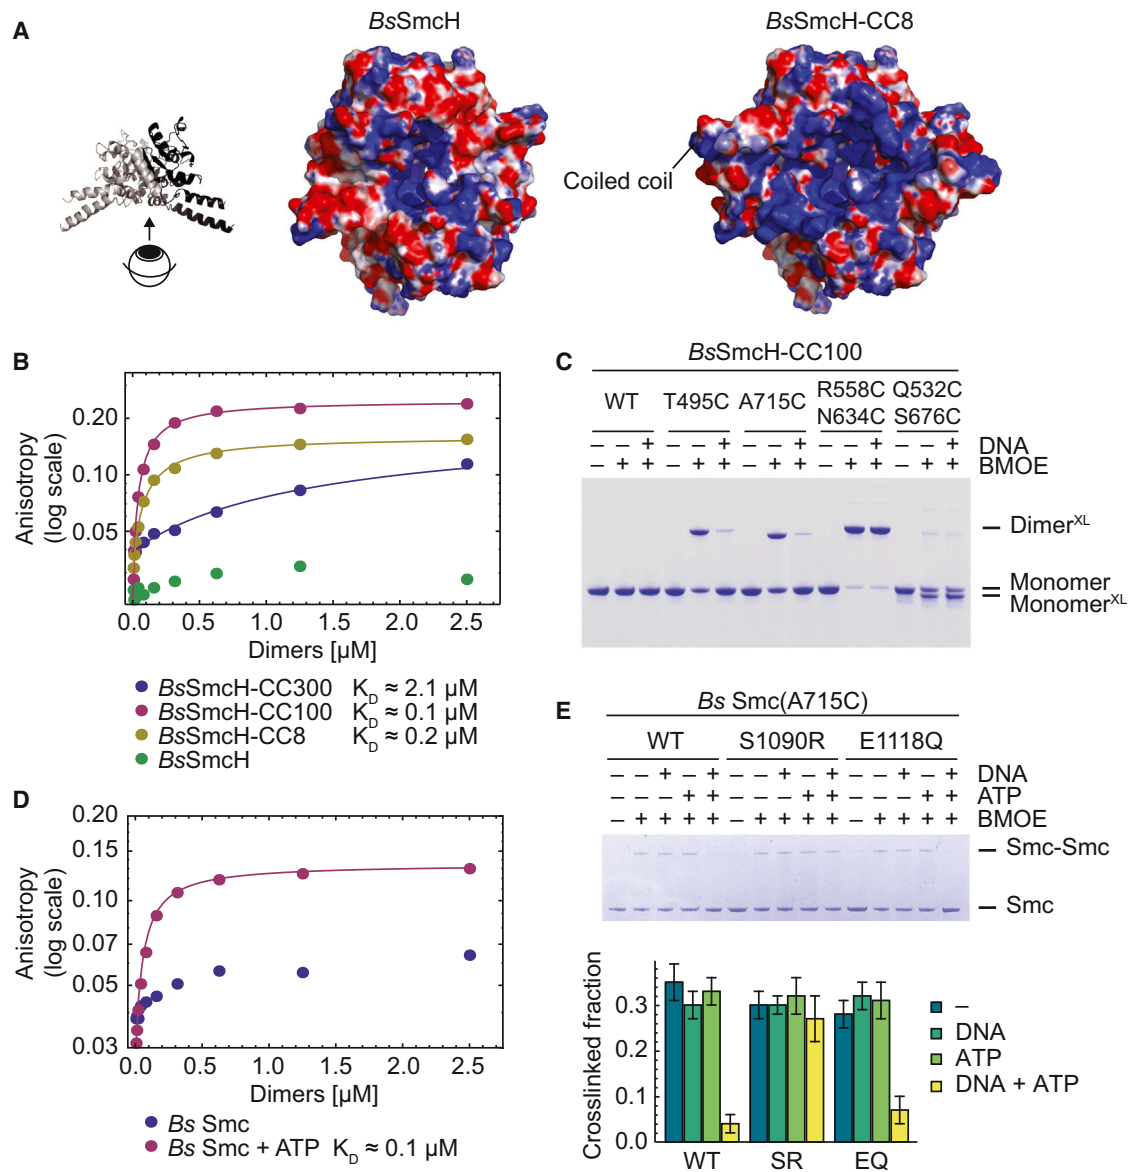 A
BsSmcH
BsSmcH-CC8
Coiled coil
B
Anisotropy
(log scale)
0.20
0.10
0.05
0.0 0.5 1.0 1.5 2.0 2.5
Dimers [µM]
BsSmcH-CC300 K_D ≈ 2.1 µM
BsSmcH-CC100 K_D ≈ 0.1 µM
BsSmcH-CC8 K_D ≈ 0.2 µM
BsSmcH
C
BsSmcH-CC100
WT T495C A715C R558C N634C Q532C S676C
– – + – – + – – + – – + – – + DNA
– + + – + + – + + – + + – + + BMOE
– Dimer^XL
Monomer
Monomer^XL
D
Anisotropy
(log scale)
0.20
0.15
0.10
0.07
0.05
0.03
0.0 0.5 1.0 1.5 2.0 2.5
Dimers [µM]
Bs Smc
Bs Smc + ATP K_D ≈ 0.1 µM
E
Bs Smc(A715C)
WT S1090R E1118Q
– – + – + – – + – + – – + – + DNA
– – – + + – – – + + – – – + + ATP
– + + + + – + + + + – + + + + BMOE
– Smc-Smc
– Smc
Crosslinked fraction
0.3
0.2
0.1
0.0
WT SR EQ
–
DNA
ATP
DNA + ATP